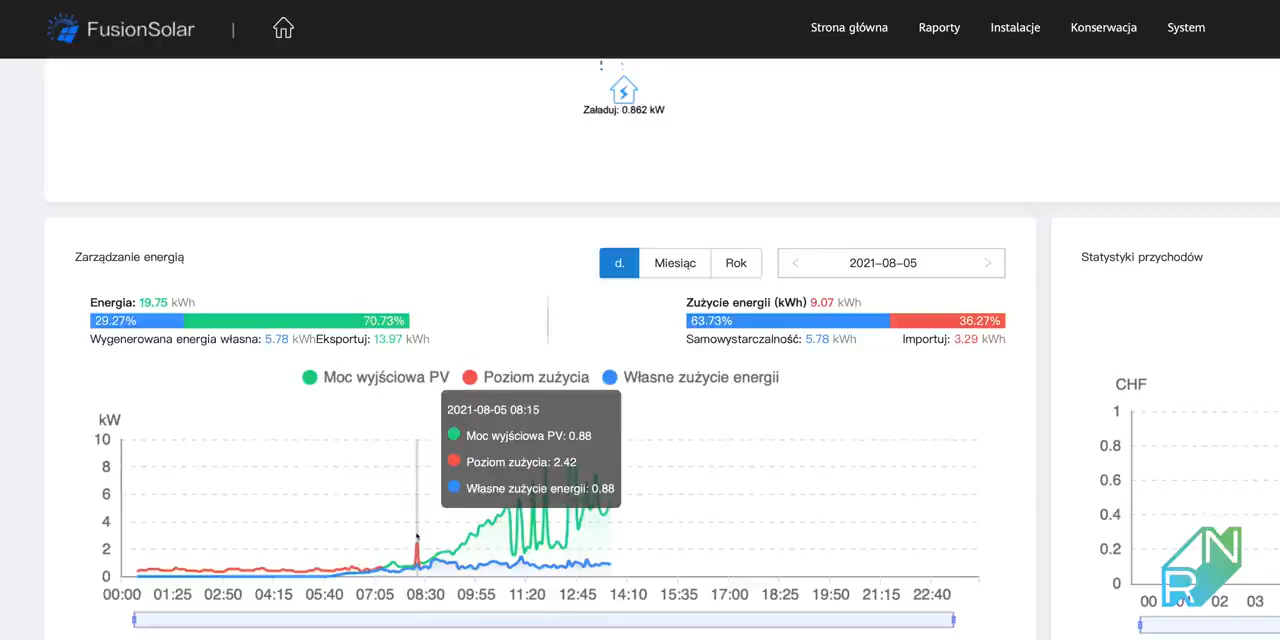 FusionSolar
Strona główna Raporty Instalacje Konserwacja System
Załaduj: 0.862 kW
Zarządzanie energią
d. Miesiąc Rok
2021-08-05
Energia: 19.75 kWh
29.27% 70.73%
Wygenerowana energia własna: 5.78 kWhEksportuj: 13.97 kWh
Zużycie energii (kWh) 9.07 kWh
63.73% 36.27%
Samowystarczalność: 5.78 kWh Importuj: 3.29 kWh
Moc wyjściowa PV Poziom zużycia Własne zużycie energii
2021-08-05 08:15
Moc wyjściowa PV: 0.88
Poziom zużycia: 2.42
Własne zużycie energii: 0.88
kW
10
8
6
4
2
0
00:00 01:25 02:50 04:15 05:40 07:05 08:30 09:55 11:20 12:45 14:10 15:35 17:00 18:25 19:50 21:15 22:40
Statystyki przychodów
CHF
1
0.8
0.6
0.4
0.2
0
00 01 02 03
RN